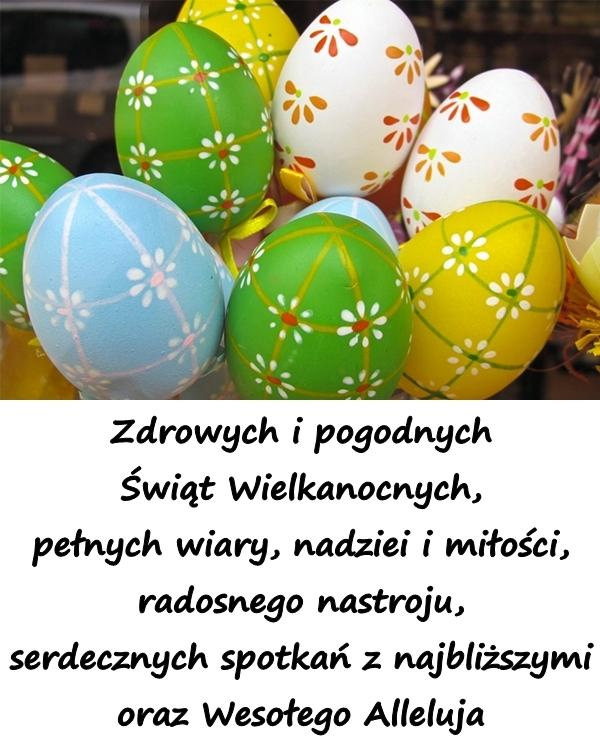 Zdrowych i pogodnych
Świąt Wielkanocnych,
pełnych wiary, nadziei i miłości,
radosnego nastroju,
serdecznych spotkań z najbliższymi
oraz Wesołego Alleluja